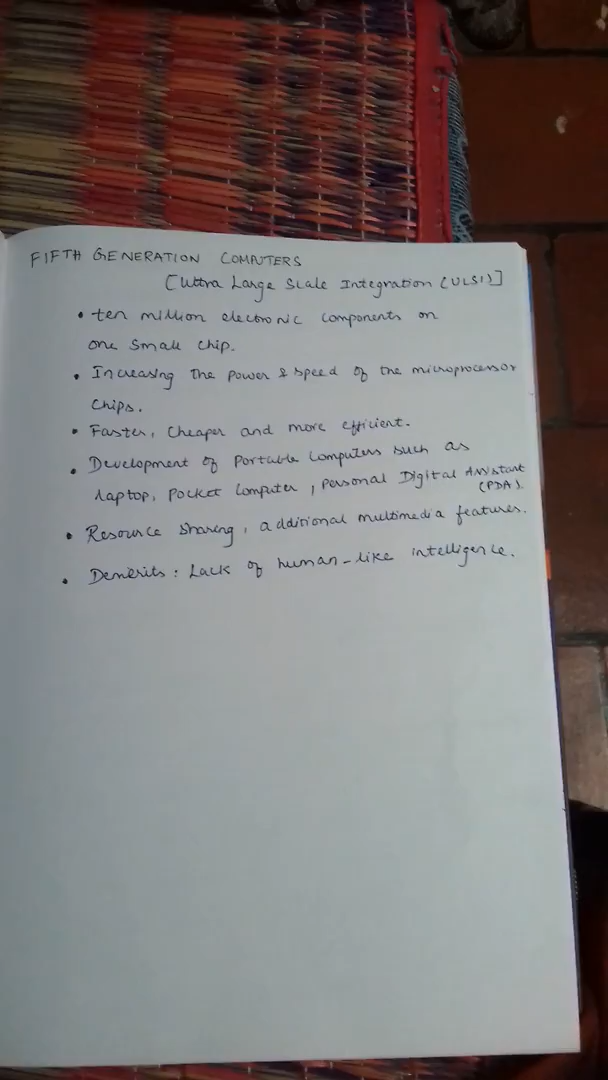 FIFTH GENERATION COMPUTERS
[Ultra Large Scale Integration (ULSI)]
• ten million electronic components on
one small chip.
• Increasing the power & speed of the microprocessor
chips.
• Faster, cheaper and more efficient.
• Development of portable computers such as
laptop, pocket computer, personal Digital Assistant
(PDA).
• Resource sharing, additional multimedia features.
• Demerits: Lack of human-like intelligence.